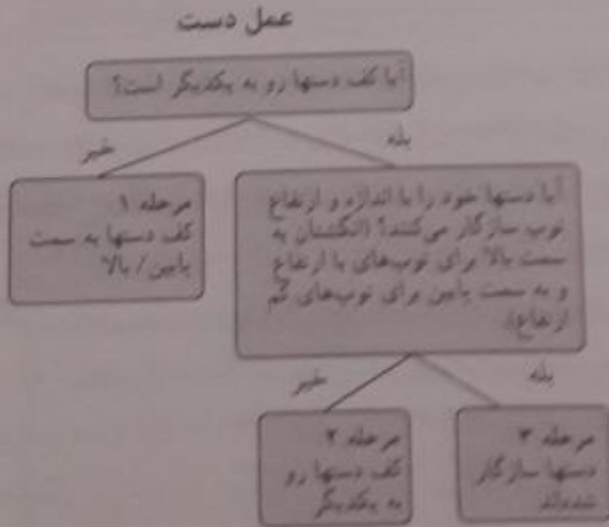 عمل دست
آیا کف دستها رو به یکدیگر است؟
خیر
بله
مرحله ۱
کف دستها به سمت
پایین/ بالا
آیا دستها خود را با اندازه و ارتفاع
توپ سازگار می‌کنند؟ (انگشتان به
سمت بالا برای توپ‌های با ارتفاع
و به سمت پایین برای توپ‌های کم
ارتفاع).
خیر
بله
مرحله ۲
کف دستها رو
به یکدیگر
مرحله ۳
دستها سازگار
شده‌اند